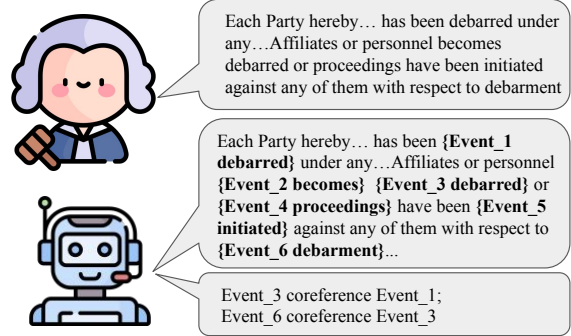 Each Party hereby… has been debarred under
any…Affiliates or personnel becomes
debarred or proceedings have been initiated
against any of them with respect to debarment
Each Party hereby… has been {Event_1
debarred} under any…Affiliates or personnel
{Event_2 becomes} {Event_3 debarred} or
{Event_4 proceedings} have been {Event_5
initiated} against any of them with respect to
{Event_6 debarment}...
Event_3 coreference Event_1;
Event_6 coreference Event_3